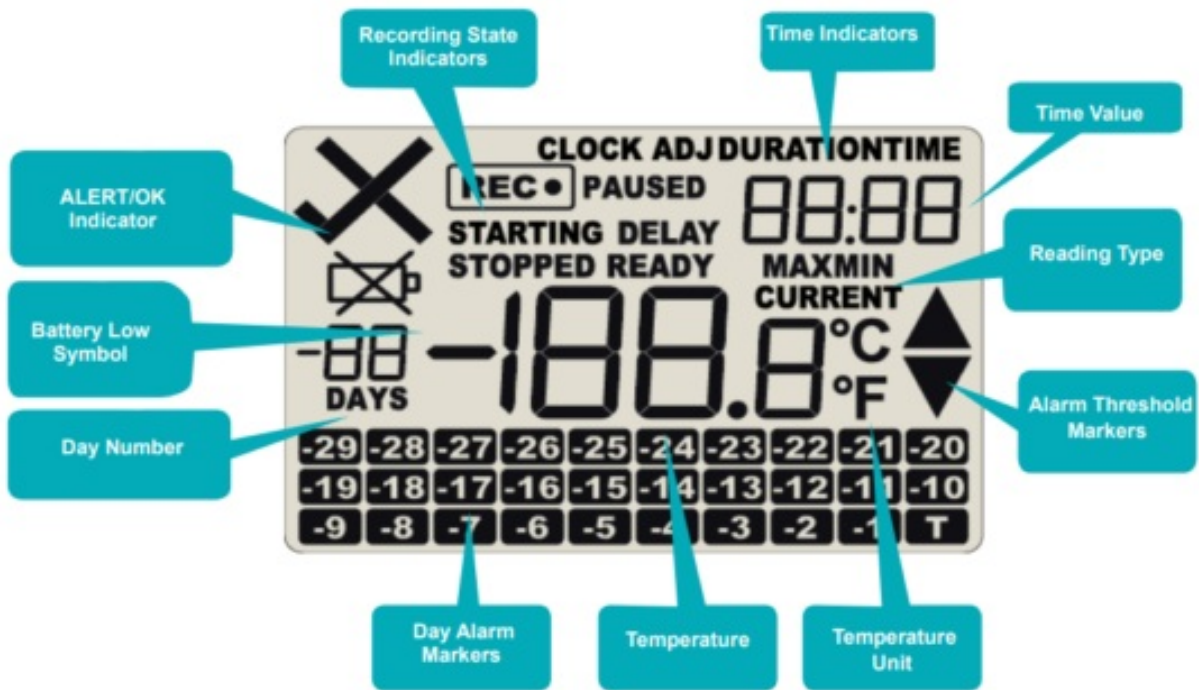 Recording State
Indicators
Time Indicators
Time Value
ALERT/OK
Indicator
CLOCK ADJ DURATION TIME
REC● PAUSED
88:88
STARTING DELAY
STOPPED READY
MAXMIN
CURRENT
Reading Type
Battery Low
Symbol
-88
DAYS
-188.8
°C
°F
Alarm Threshold
Markers
Day Number
-29 -28 -27 -26 -25 -24 -23 -22 -21 -20
-19 -18 -17 -16 -15 -14 -13 -12 -11 -10
-9 -8 -7 -6 -5 -4 -3 -2 -1 T
Day Alarm
Markers
Temperature
Temperature
Unit